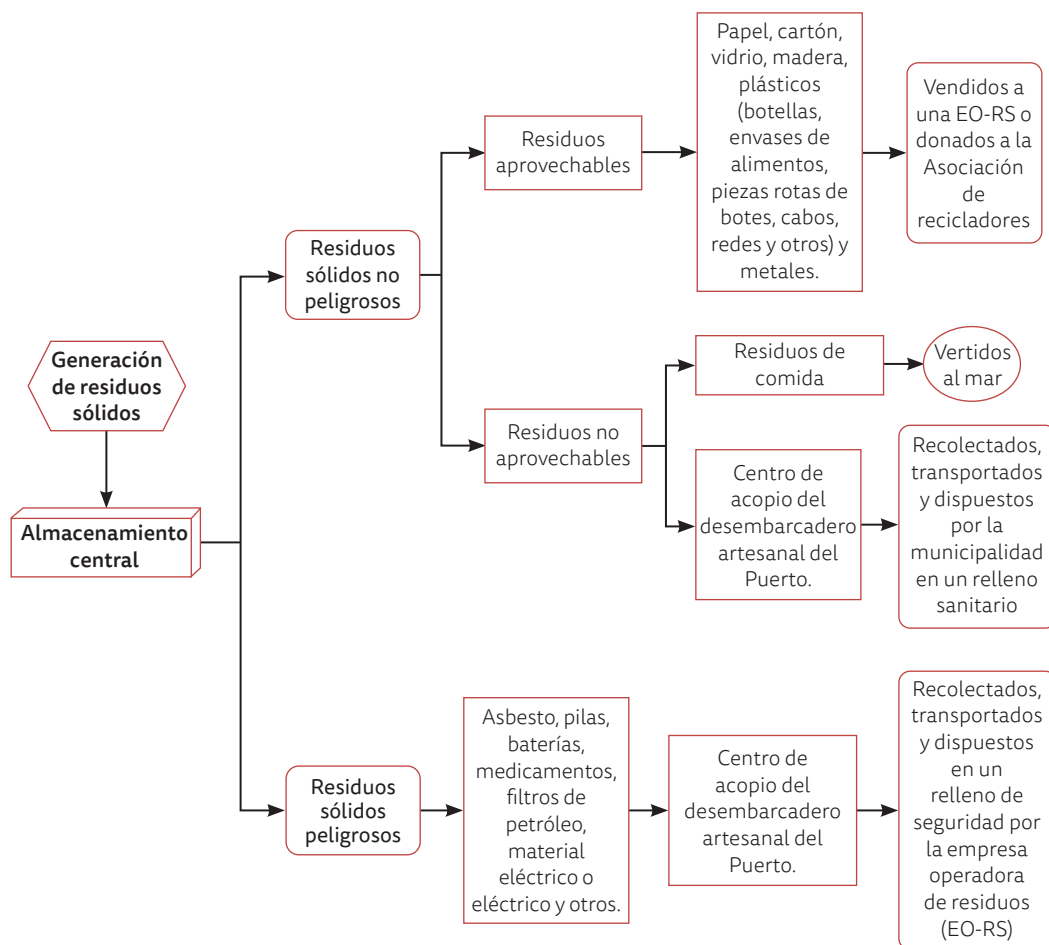 Generación
de residuos
sólidos
Almacenamiento
central
Residuos
sólidos no
peligrosos
Residuos
aprovechables
Papel, cartón,
vidrio, madera,
plásticos
(botellas,
envases de
alimentos,
piezas rotas de
botes, cabos,
redes y otros) y
metales.
Vendidos a
una EO-RS o
donados a la
Asociación
de
recicladores
Residuos no
aprovechables
Residuos de
comida
Vertidos
al mar
Centro de
acopio del
desembarcadero
artesanal del
Puerto.
Recolectados,
transportados
y dispuestos
por la
municipalidad
en un relleno
sanitario
Residuos
sólidos
peligrosos
Asbesto, pilas,
baterías,
medicamentos,
filtros de
petróleo,
material
eléctrico o
eléctrico y otros.
Centro de
acopio del
desembarcadero
artesanal del
Puerto.
Recolectados,
transportados
y dispuestos
en un
relleno de
seguridad por
la empresa
operadora
de residuos
(EO-RS)